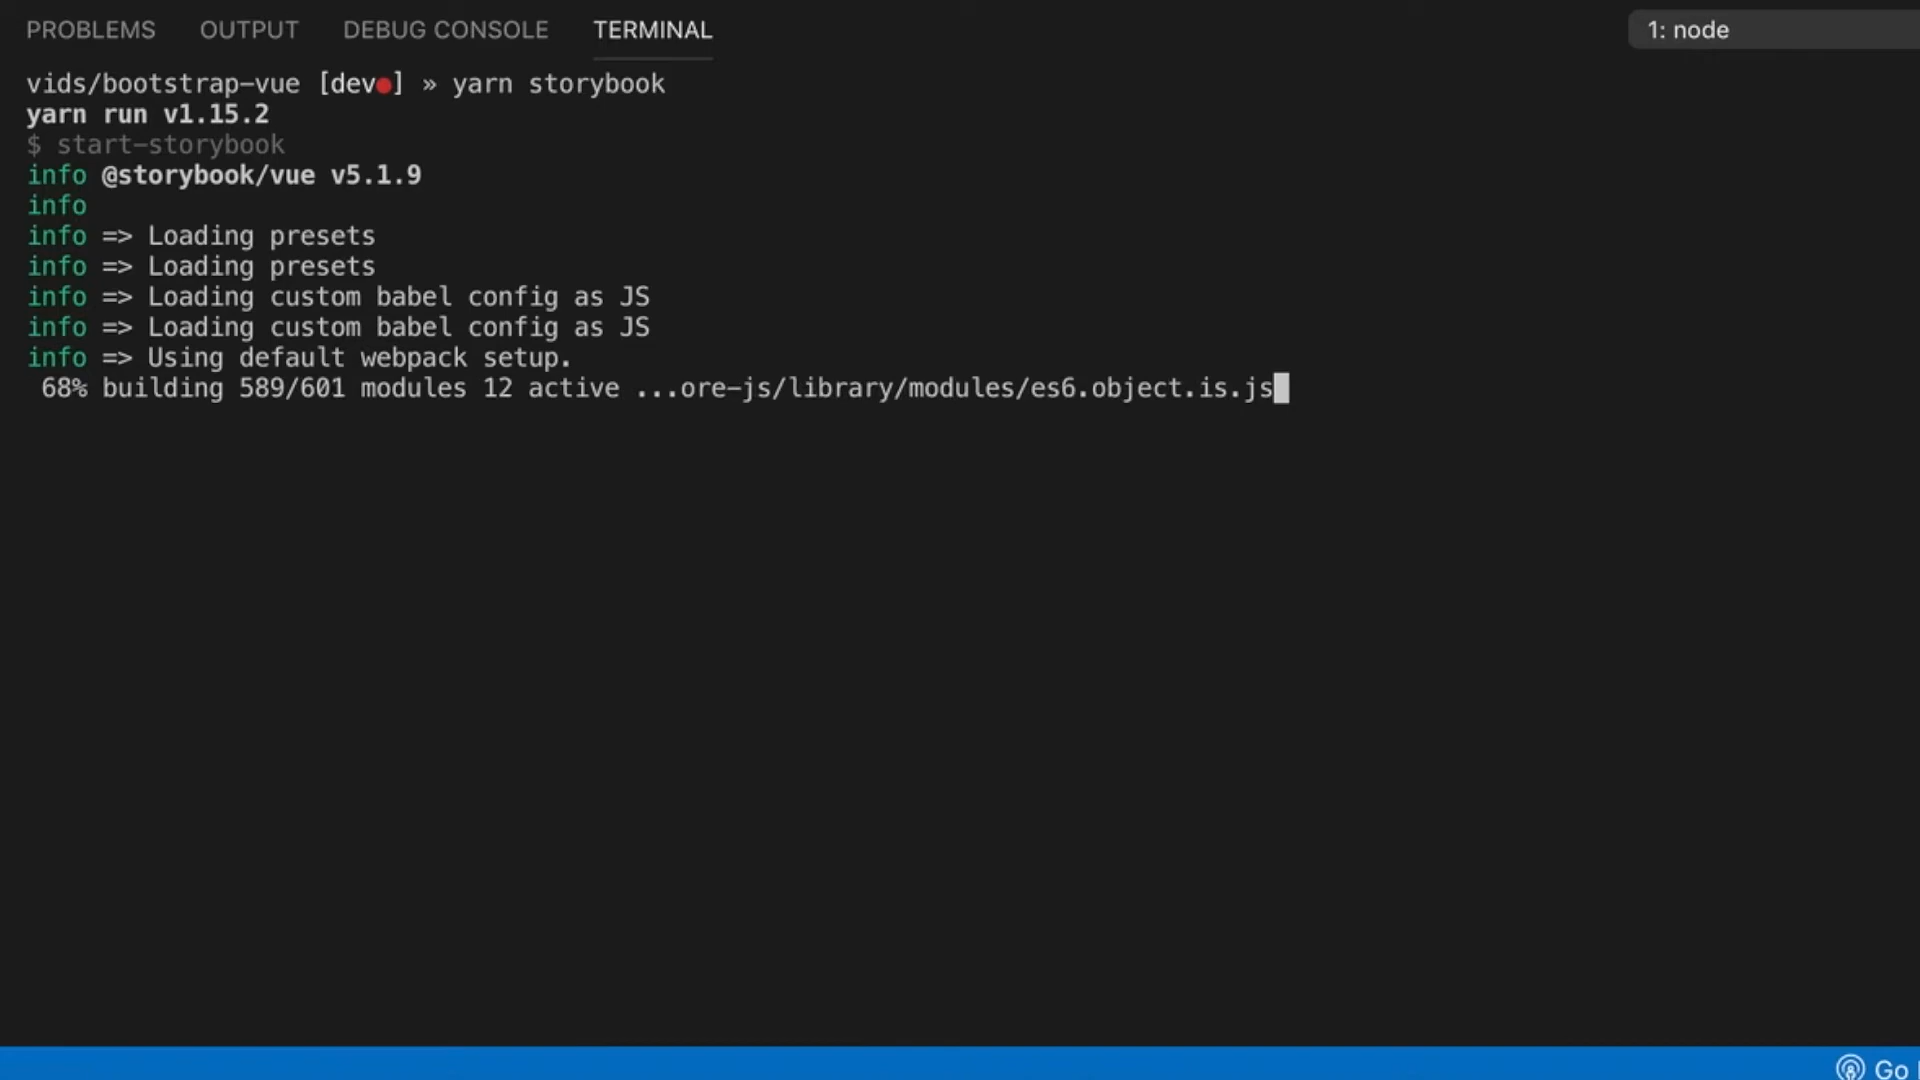 PROBLEMS OUTPUT DEBUG CONSOLE TERMINAL 1: node
vids/bootstrap-vue [dev●] » yarn storybook
yarn run v1.15.2
$ start-storybook
info @storybook/vue v5.1.9
info
info => Loading presets
info => Loading presets
info => Loading custom babel config as JS
info => Loading custom babel config as JS
info => Using default webpack setup.
68% building 589/601 modules 12 active ...ore-js/library/modules/es6.object.is.js
Go